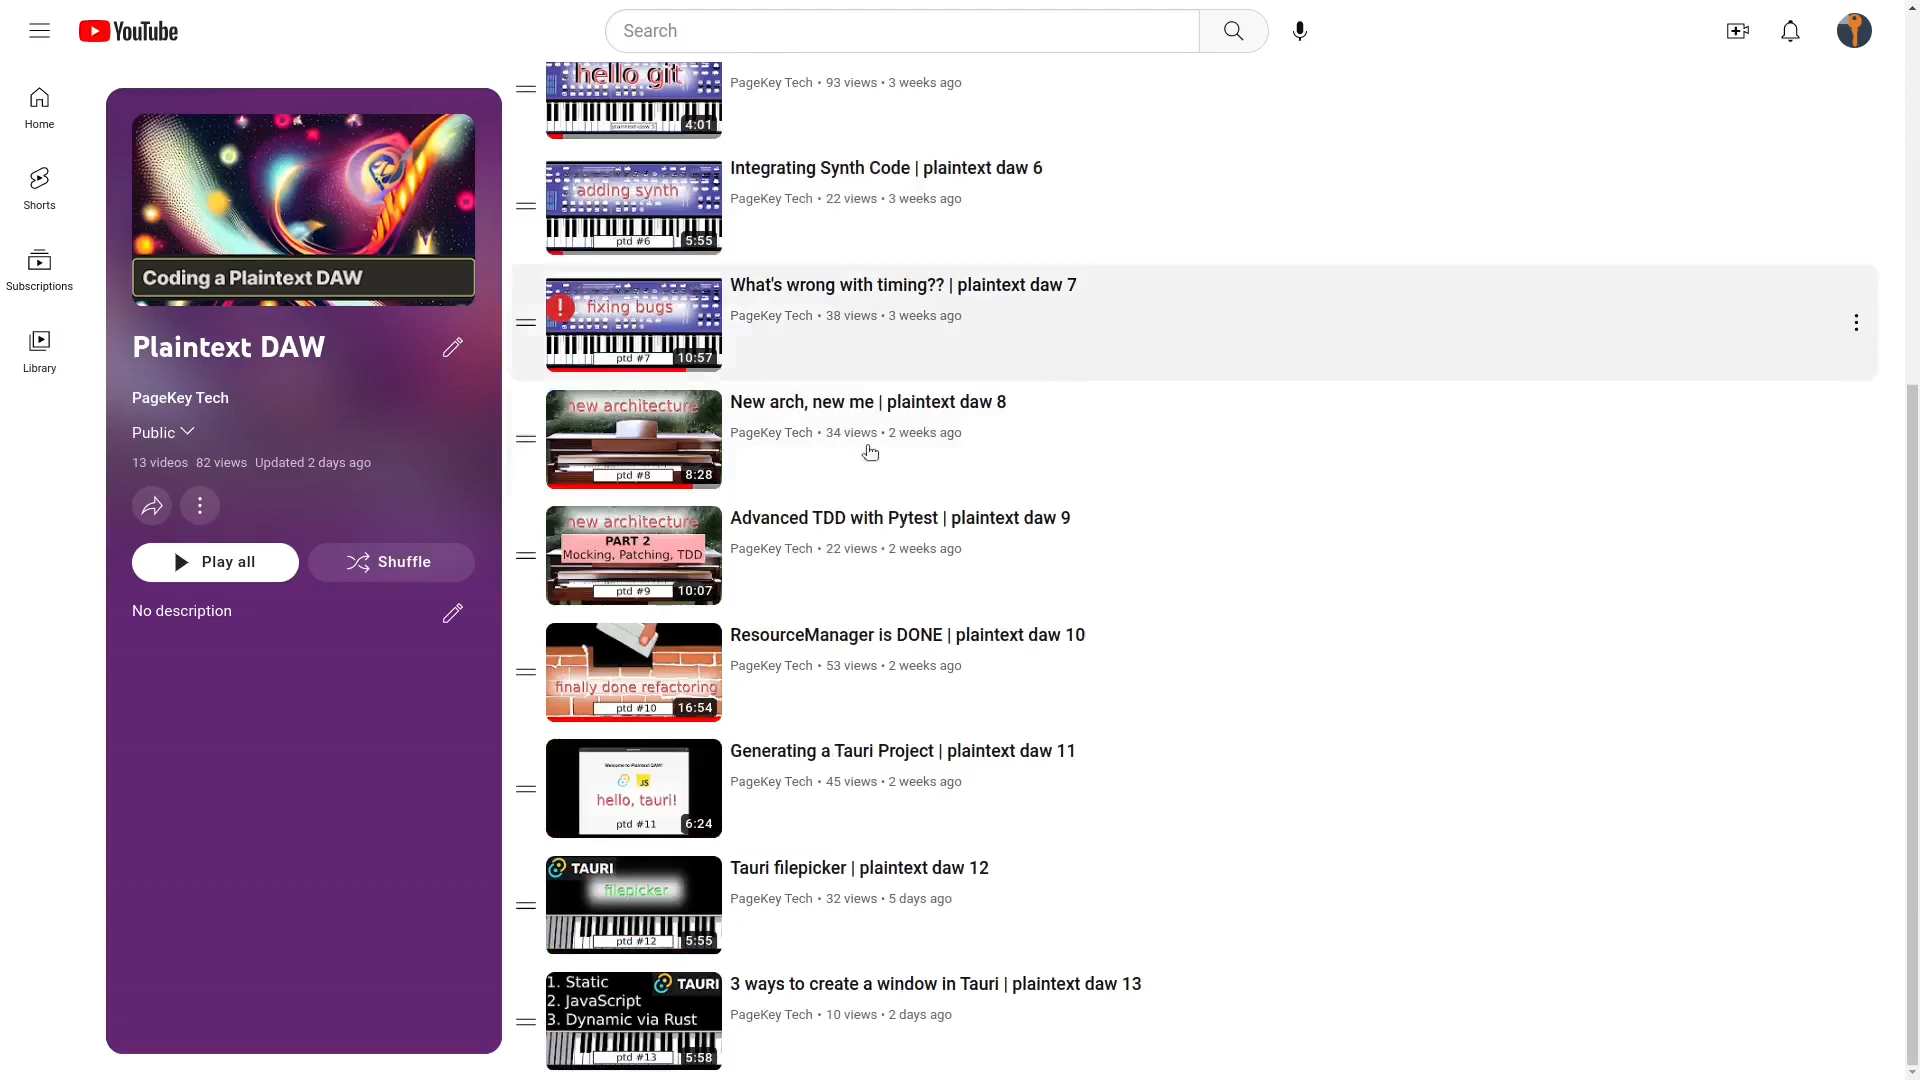 YouTube
Search
Home
Shorts
Subscriptions
Library
Coding a Plaintext DAW
Plaintext DAW
PageKey Tech
Public
13 videos 82 views Updated 2 days ago
Play all
Shuffle
No description
hello git
4:01
PageKey Tech • 93 views • 3 weeks ago
adding synth
ptd #6
5:55
Integrating Synth Code | plaintext daw 6
PageKey Tech • 22 views • 3 weeks ago
!
fixing bugs
ptd #7
10:57
What's wrong with timing?? | plaintext daw 7
PageKey Tech • 38 views • 3 weeks ago
new architecture
ptd #8
8:28
New arch, new me | plaintext daw 8
PageKey Tech • 34 views • 2 weeks ago
new architecture
PART 2
Mocking, Patching, TDD
ptd #9
10:07
Advanced TDD with Pytest | plaintext daw 9
PageKey Tech • 22 views • 2 weeks ago
finally done refactoring
ptd #10
16:54
ResourceManager is DONE | plaintext daw 10
PageKey Tech • 53 views • 2 weeks ago
Welcome to Plaintext DAW!
JS
hello, tauri!
ptd #11
6:24
Generating a Tauri Project | plaintext daw 11
PageKey Tech • 45 views • 2 weeks ago
TAURI
filepicker
ptd #12
5:55
Tauri filepicker | plaintext daw 12
PageKey Tech • 32 views • 5 days ago
1. Static
TAURI
2. JavaScript
3. Dynamic via Rust
ptd #13
5:58
3 ways to create a window in Tauri | plaintext daw 13
PageKey Tech • 10 views • 2 days ago